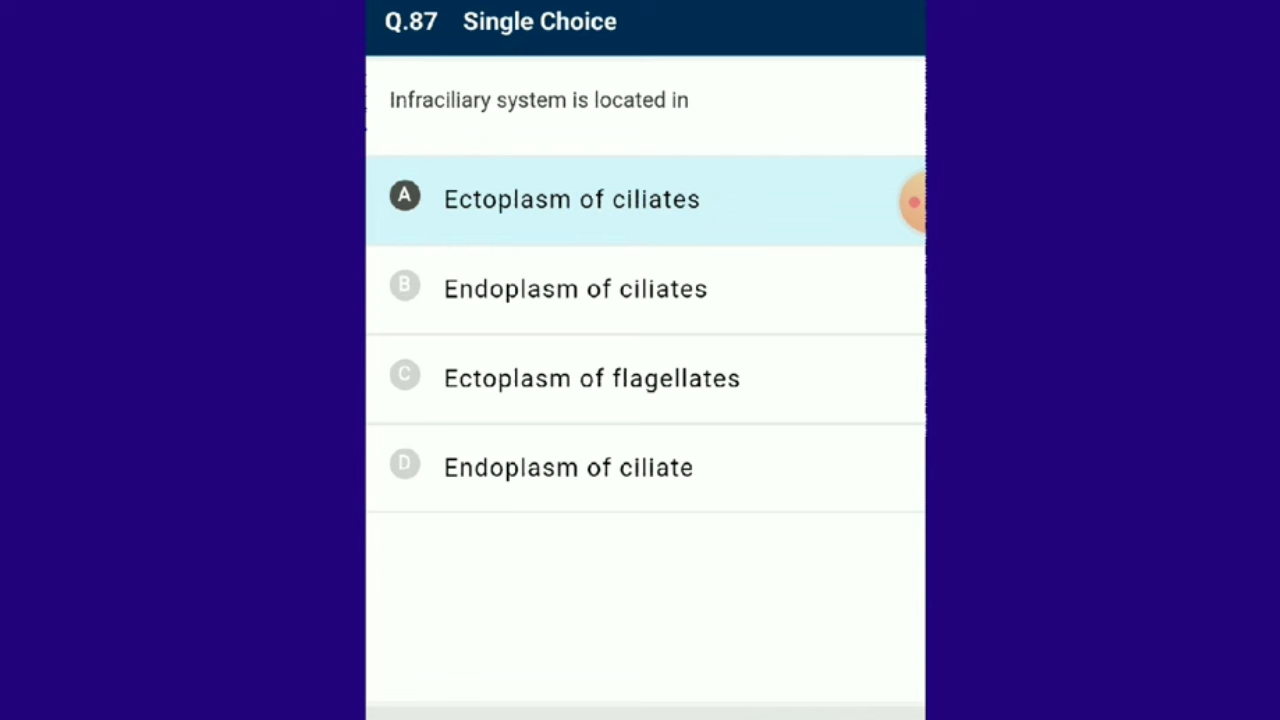 Q.87 Single Choice
Infraciliary system is located in
A Ectoplasm of ciliates
B Endoplasm of ciliates
C Ectoplasm of flagellates
D Endoplasm of ciliate